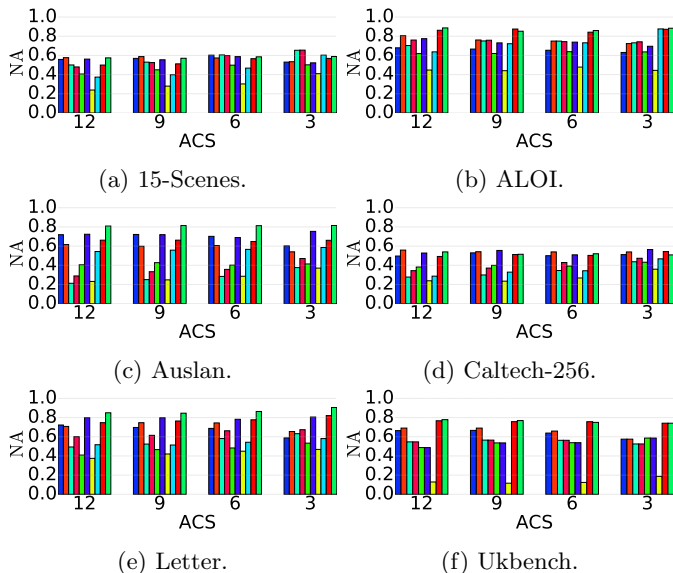 1.0
0.8
0.6
0.4
0.2
0.0
NA
12 9 6 3
ACS
(a) 15-Scenes.
1.0
0.8
0.6
0.4
0.2
0.0
NA
12 9 6 3
ACS
(b) ALOI.
1.0
0.8
0.6
0.4
0.2
0.0
NA
12 9 6 3
ACS
(c) Auslan.
1.0
0.8
0.6
0.4
0.2
0.0
NA
12 9 6 3
ACS
(d) Caltech-256.
1.0
0.8
0.6
0.4
0.2
0.0
NA
12 9 6 3
ACS
(e) Letter.
1.0
0.8
0.6
0.4
0.2
0.0
NA
12 9 6 3
ACS
(f) Ukbench.